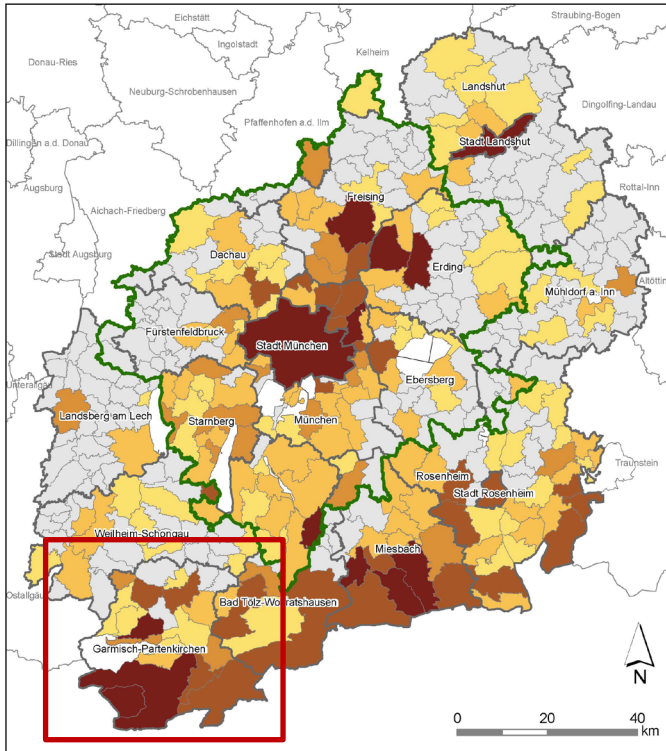 Eichstätt
Straubing-Bogen
Ingolstadt
Kelheim
Donau-Ries
Landshut
Neuburg-Schrobenhausen
Dingolfing-Landau
Pfaffenhofen a.d. Ilm
Stadt Landshut
Dillingen a.d. Donau
Rottal-Inn
Augsburg
Freising
Aichach-Friedberg
Stadt Augsburg
Dachau
Erding
Altötting
Mühldorf a. Inn
Fürstenfeldbruck
Stadt München
Ebersberg
Unterallgäu
Landsberg am Lech
Starnberg
München
Traunstein
Rosenheim
Stadt Rosenheim
Weilheim-Schongau
Miesbach
Ostallgäu
Bad Tölz-Wolfratshausen
Garmisch-Partenkirchen
N
0 20 40
km